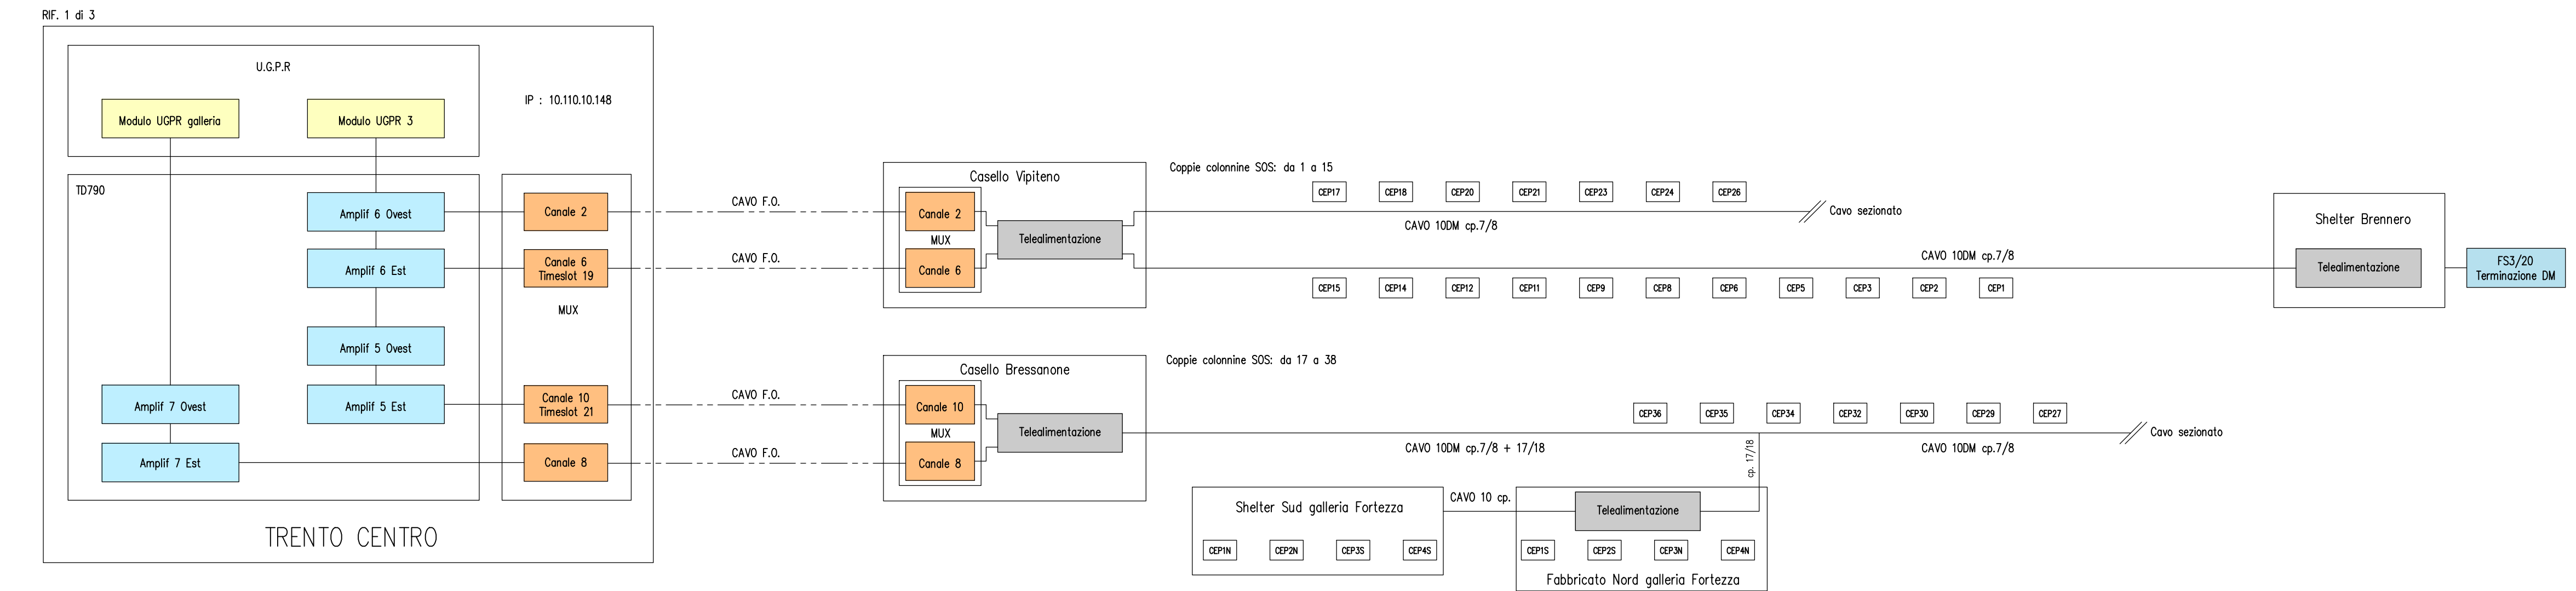 RIF. 1 di 3
U.G.P.R
Modulo UGPR galleria
Modulo UGPR 3
IP : 10.110.10.148
TD790
Amplif 6 Ovest
Amplif 6 Est
Amplif 5 Ovest
Amplif 5 Est
Amplif 7 Ovest
Amplif 7 Est
Canale 2
Canale 6
Timeslot 19
MUX
Canale 10
Timeslot 21
Canale 8
TRENTO CENTRO
CAVO F.O.
CAVO F.O.
CAVO F.O.
CAVO F.O.
Casello Vipiteno
Canale 2
MUX
Canale 6
Telealimentazione
Coppie colonnine SOS: da 1 a 15
CEP17
CEP18
CEP20
CEP21
CEP23
CEP24
CEP26
CAVO 10DM cp.7/8
Cavo sezionato
CAVO 10DM cp.7/8
CEP15
CEP14
CEP12
CEP11
CEP9
CEP8
CEP6
CEP5
CEP3
CEP2
CEP1
Shelter Brennero
Telealimentazione
FS3/20
Terminazione DM
Casello Bressanone
Canale 10
MUX
Canale 8
Telealimentazione
Coppie colonnine SOS: da 17 a 38
CEP36
CEP35
CEP34
CEP32
CEP30
CEP29
CEP27
CAVO 10DM cp.7/8 + 17/18
cp. 17/18
CAVO 10DM cp.7/8
Cavo sezionato
Shelter Sud galleria Fortezza
CEP1N
CEP2N
CEP3S
CEP4S
CAVO 10 cp.
Telealimentazione
CEP1S
CEP2S
CEP3N
CEP4N
Fabbricato Nord galleria Fortezza